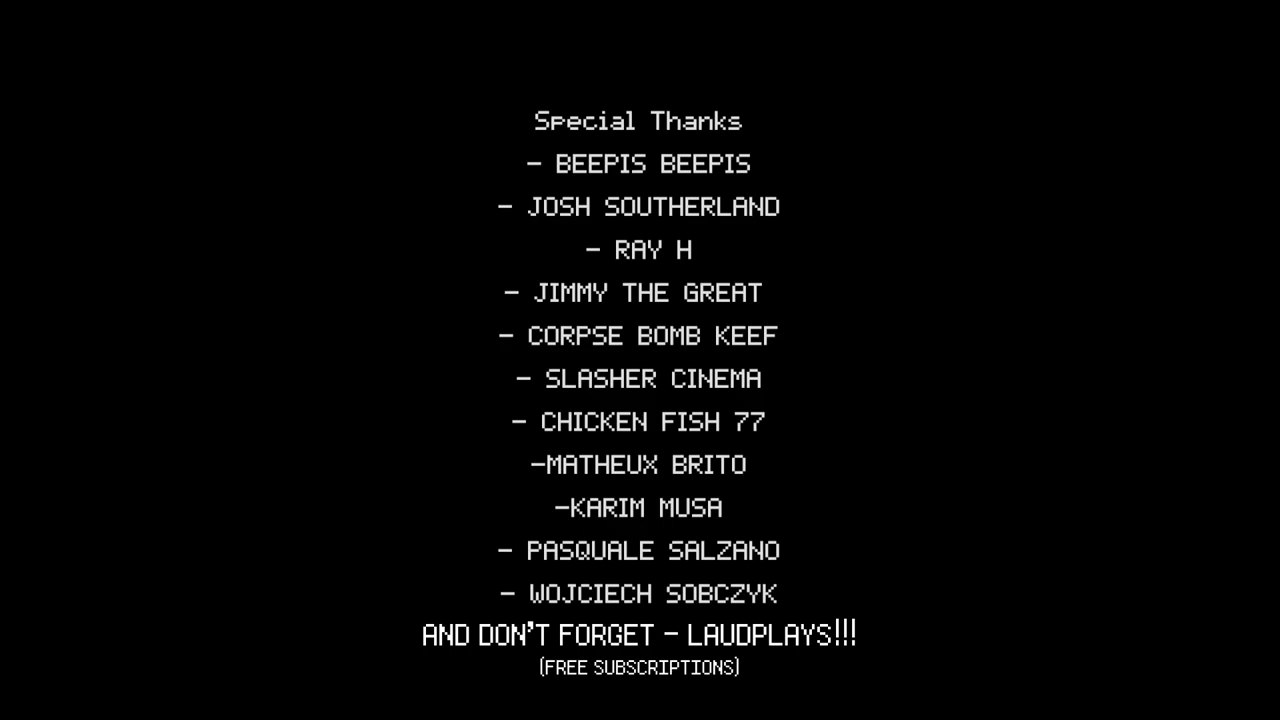 Special Thanks
- BEEPIS BEEPIS
- JOSH SOUTHERLAND
- RAY H
- JIMMY THE GREAT
- CORPSE BOMB KEEF
- SLASHER CINEMA
- CHICKEN FISH 77
-MATHEUX BRITO
-KARIM MUSA
- PASQUALE SALZANO
- WOJCIECH SOBCZYK
AND DON'T FORGET - LAUDPLAYS!!!
(FREE SUBSCRIPTIONS)